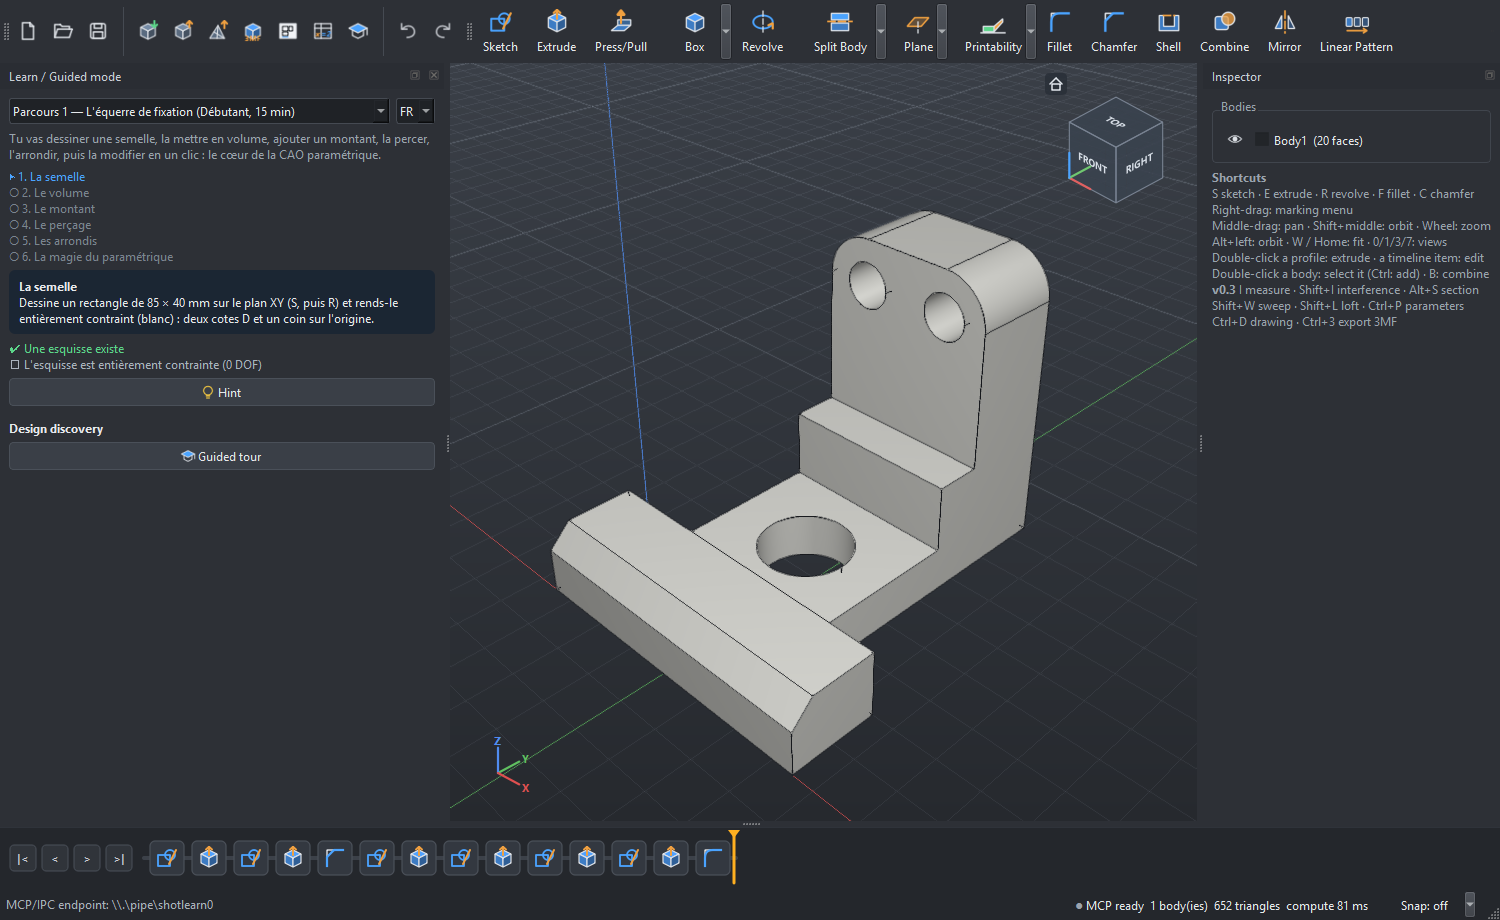 Sketch
Extrude
Press/Pull
Box
Revolve
Split Body
Plane
Printability
Fillet
Chamfer
Shell
Combine
Mirror
Linear Pattern
Learn / Guided mode
Parcours 1 — L'équerre de fixation (Débutant, 15 min)
FR
Tu vas dessiner une semelle, la mettre en volume, ajouter un montant, la percer,
l'arrondir, puis la modifier en un clic : le cœur de la CAO paramétrique.
1. La semelle
2. Le volume
3. Le montant
4. Le perçage
5. Les arrondis
6. La magie du paramétrique
La semelle
Dessine un rectangle de 85 × 40 mm sur le plan XY (S, puis R) et rends-le
entièrement contraint (blanc) : deux cotes D et un coin sur l'origine.
Une esquisse existe
L'esquisse est entièrement contrainte (0 DOF)
Hint
Design discovery
Guided tour
TOP
FRONT
RIGHT
Z
Y
X
Inspector
Bodies
Body1 (20 faces)
Shortcuts
S sketch · E extrude · R revolve · F fillet · C chamfer
Right-drag: marking menu
Middle-drag: pan · Shift+middle: orbit · Wheel: zoom
Alt+left: orbit · W / Home: fit · 0/1/3/7: views
Double-click a profile: extrude · a timeline item: edit
Double-click a body: select it (Ctrl: add) · B: combine
v0.3 I measure · Shift+I interference · Alt+S section
Shift+W sweep · Shift+L loft · Ctrl+P parameters
Ctrl+D drawing · Ctrl+3 export 3MF
|<
<
>
>|
MCP/IPC endpoint: \\.\pipe\shotlearn0
MCP ready 1 body(ies) 652 triangles compute 81 ms
Snap: off